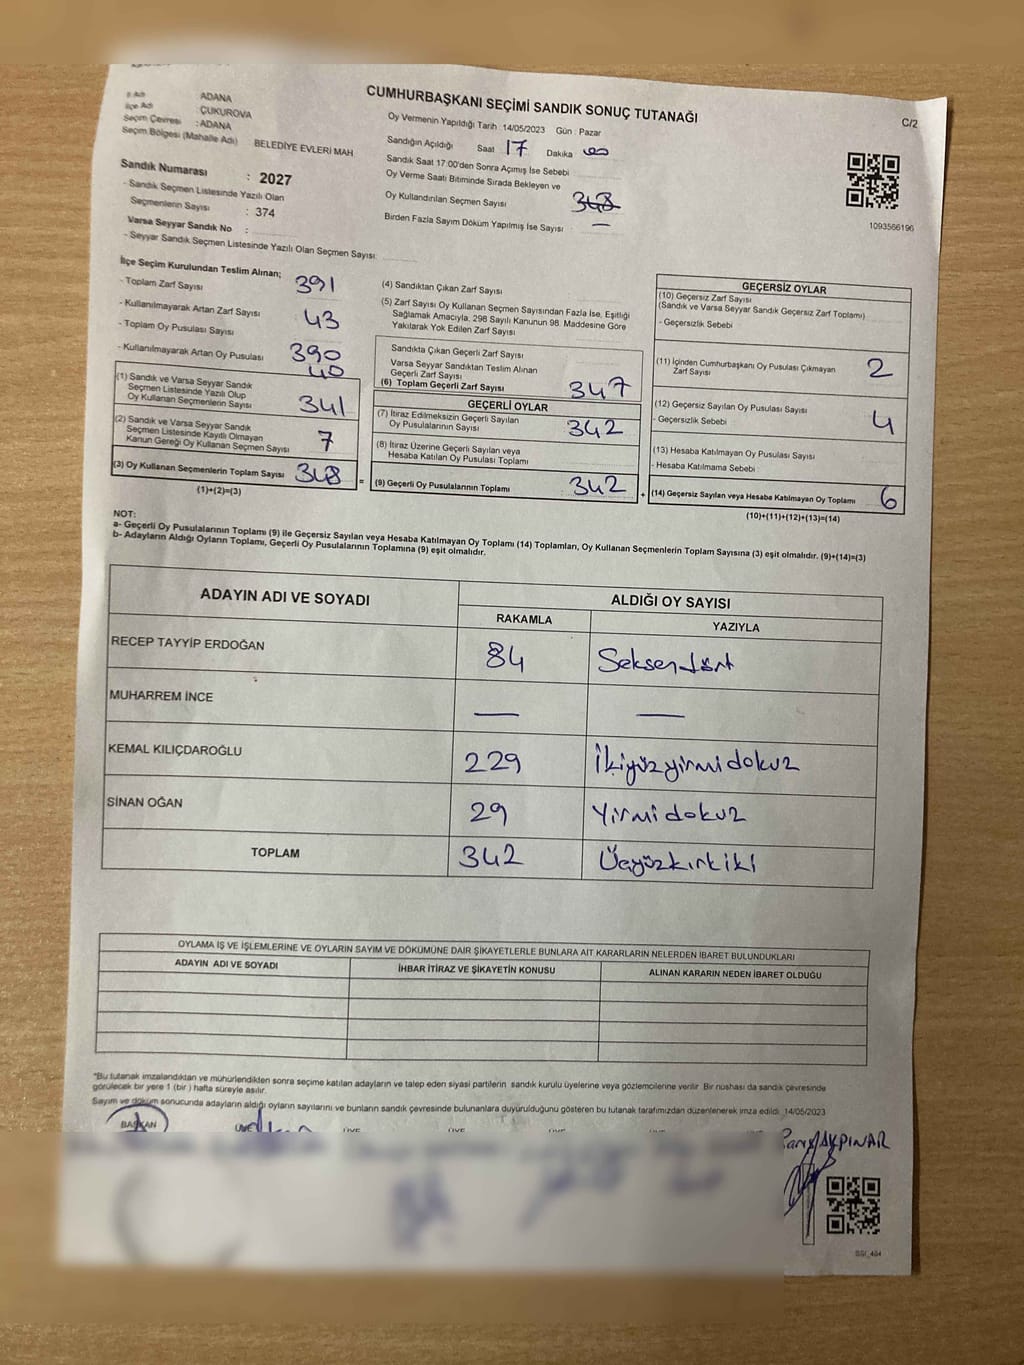 CUMHURBAŞKANI SEÇİMİ SANDIK SONUÇ TUTANAĞI
C/2
İl Adı : ADANA
İlçe Adı : ÇUKUROVA
Seçim Çevresi : ADANA
Seçim Bölgesi (Mahalle Adı) BELEDİYE EVLERİ MAH
Sandık Numarası : 2027
- Sandık Seçmen Listesinde Yazılı Olan
Seçmenlerin Sayısı : 374
Varsa Seyyar Sandık No :
- Seyyar Sandık Seçmen Listesinde Yazılı Olan Seçmen Sayısı:
Oy Vermenin Yapıldığı Tarih : 14/05/2023 Gün : Pazar
Sandığın Açıldığı Saat 17 Dakika 00
Sandık Saat 17:00'den Sonra Açımış İse Sebebi
Oy Verme Saati Bitiminde Sırada Bekleyen ve
Oy Kullandırılan Seçmen Sayısı 348
Birden Fazla Sayım Döküm Yapılmış İse Sayısı : —
1093566196
İlçe Seçim Kurulundan Teslim Alınan;
- Toplam Zarf Sayısı 391
- Kullanılmayarak Artan Zarf Sayısı 43
- Toplam Oy Pusulası Sayısı 390
- Kullanılmayarak Artan Oy Pusulası 40
(1) Sandık ve Varsa Seyyar Sandık
Seçmen Listesinde Yazılı Olup
Oy Kullanan Seçmenlerin Sayısı 341
(2) Sandık ve Varsa Seyyar Sandık
Seçmen Listesinde Kayıtlı Olmayan
Kanun Gereği Oy Kullanan Seçmen Sayısı 7
(3) Oy Kullanan Seçmenlerin Toplam Sayısı 348
(1)+(2)=(3)
=
(4) Sandıktan Çıkan Zarf Sayısı
(5) Zarf Sayısı Oy Kullanan Seçmen Sayısından Fazla İse, Eşitliği
Sağlamak Amacıyla, 298 Sayılı Kanunun 98. Maddesine Göre
Yakılarak Yok Edilen Zarf Sayısı
Sandıkta Çıkan Geçerli Zarf Sayısı
Varsa Seyyar Sandıktan Teslim Alınan
Geçerli Zarf Sayısı
(6) Toplam Geçerli Zarf Sayısı 347
GEÇERLİ OYLAR
(7) İtiraz Edilmeksizin Geçerli Sayılan
Oy Pusulalarının Sayısı 342
(8) İtiraz Üzerine Geçerli Sayılan veya
Hesaba Katılan Oy Pusulası Toplamı
(9) Geçerli Oy Pusulalarının Toplamı 342
+
GEÇERSİZ OYLAR
(10) Geçersiz Zarf Sayısı
(Sandık ve Varsa Seyyar Sandık Geçersiz Zarf Toplamı)
- Geçersizlik Sebebi
(11) İçinden Cumhurbaşkanı Oy Pusulası Çıkmayan
Zarf Sayısı 2
(12) Geçersiz Sayılan Oy Pusulası Sayısı
- Geçersizlik Sebebi 4
(13) Hesaba Katılmayan Oy Pusulası Sayısı
- Hesaba Katılmama Sebebi
(14) Geçersiz Sayılan veya Hesaba Katılmayan Oy Toplamı 6
(10)+(11)+(12)+(13)=(14)
NOT:
a- Geçerli Oy Pusulalarının Toplamı (9) ile Geçersiz Sayılan veya Hesaba Katılmayan Oy Toplamı (14) Toplamları, Oy Kullanan Seçmenlerin Toplam Sayısına (3) eşit olmalıdır. (9)+(14)=(3)
b- Adayların Aldığı Oyların Toplamı, Geçerli Oy Pusulalarının Toplamına (9) eşit olmalıdır.
ADAYIN ADI VE SOYADI
ALDIĞI OY SAYISI
RAKAMLA YAZIYLA
RECEP TAYYİP ERDOĞAN 84 Seksendört
MUHARREM İNCE — —
KEMAL KILIÇDAROĞLU 229 İkiyüzyirmidokuz
SİNAN OĞAN 29 Yirmidokuz
TOPLAM 342 Üçyüzkırkiki
OYLAMA İŞ VE İŞLEMLERİNE VE OYLARIN SAYIM VE DÖKÜMÜNE DAİR ŞİKAYETLERLE BUNLARA AİT KARARLARIN NELERDEN İBARET BULUNDUKLARI
ADAYIN ADI VE SOYADI İHBAR İTİRAZ VE ŞİKAYETİN KONUSU ALINAN KARARIN NEDEN İBARET OLDUĞU
*Bu tutanak imzalandıktan ve mühürlendikten sonra seçime katılan adayların ve talep eden siyasi partilerin sandık kurulu üyelerine veya gözlemcilerine verilir. Bir nüshası da sandık çevresinde
görülecek bir yere 1 (bir ) hafta süreyle asılır.
Sayım ve döküm sonucunda adayların aldığı oyların sayılarını ve bunların sandık çevresinde bulunanlara duyurulduğunu gösteren bu tutanak tarafımızdan düzenlenerek imza edildi. 14/05/2023
BAŞKAN ÜYE ÜYE ÜYE ÜYE
AKPINAR